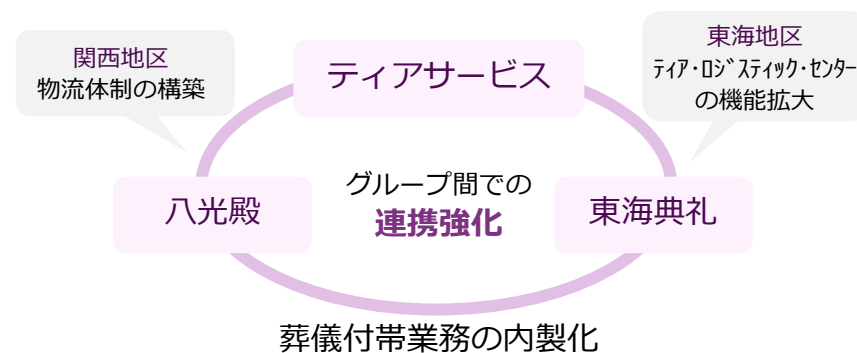 関西地区
物流体制の構築
ティアサービス
東海地区
ﾃｨｱ･ﾛｼﾞｽﾃｨｯｸ･ｾﾝﾀｰ
の機能拡大
八光殿
グループ間での
連携強化
東海典礼
葬儀付帯業務の内製化